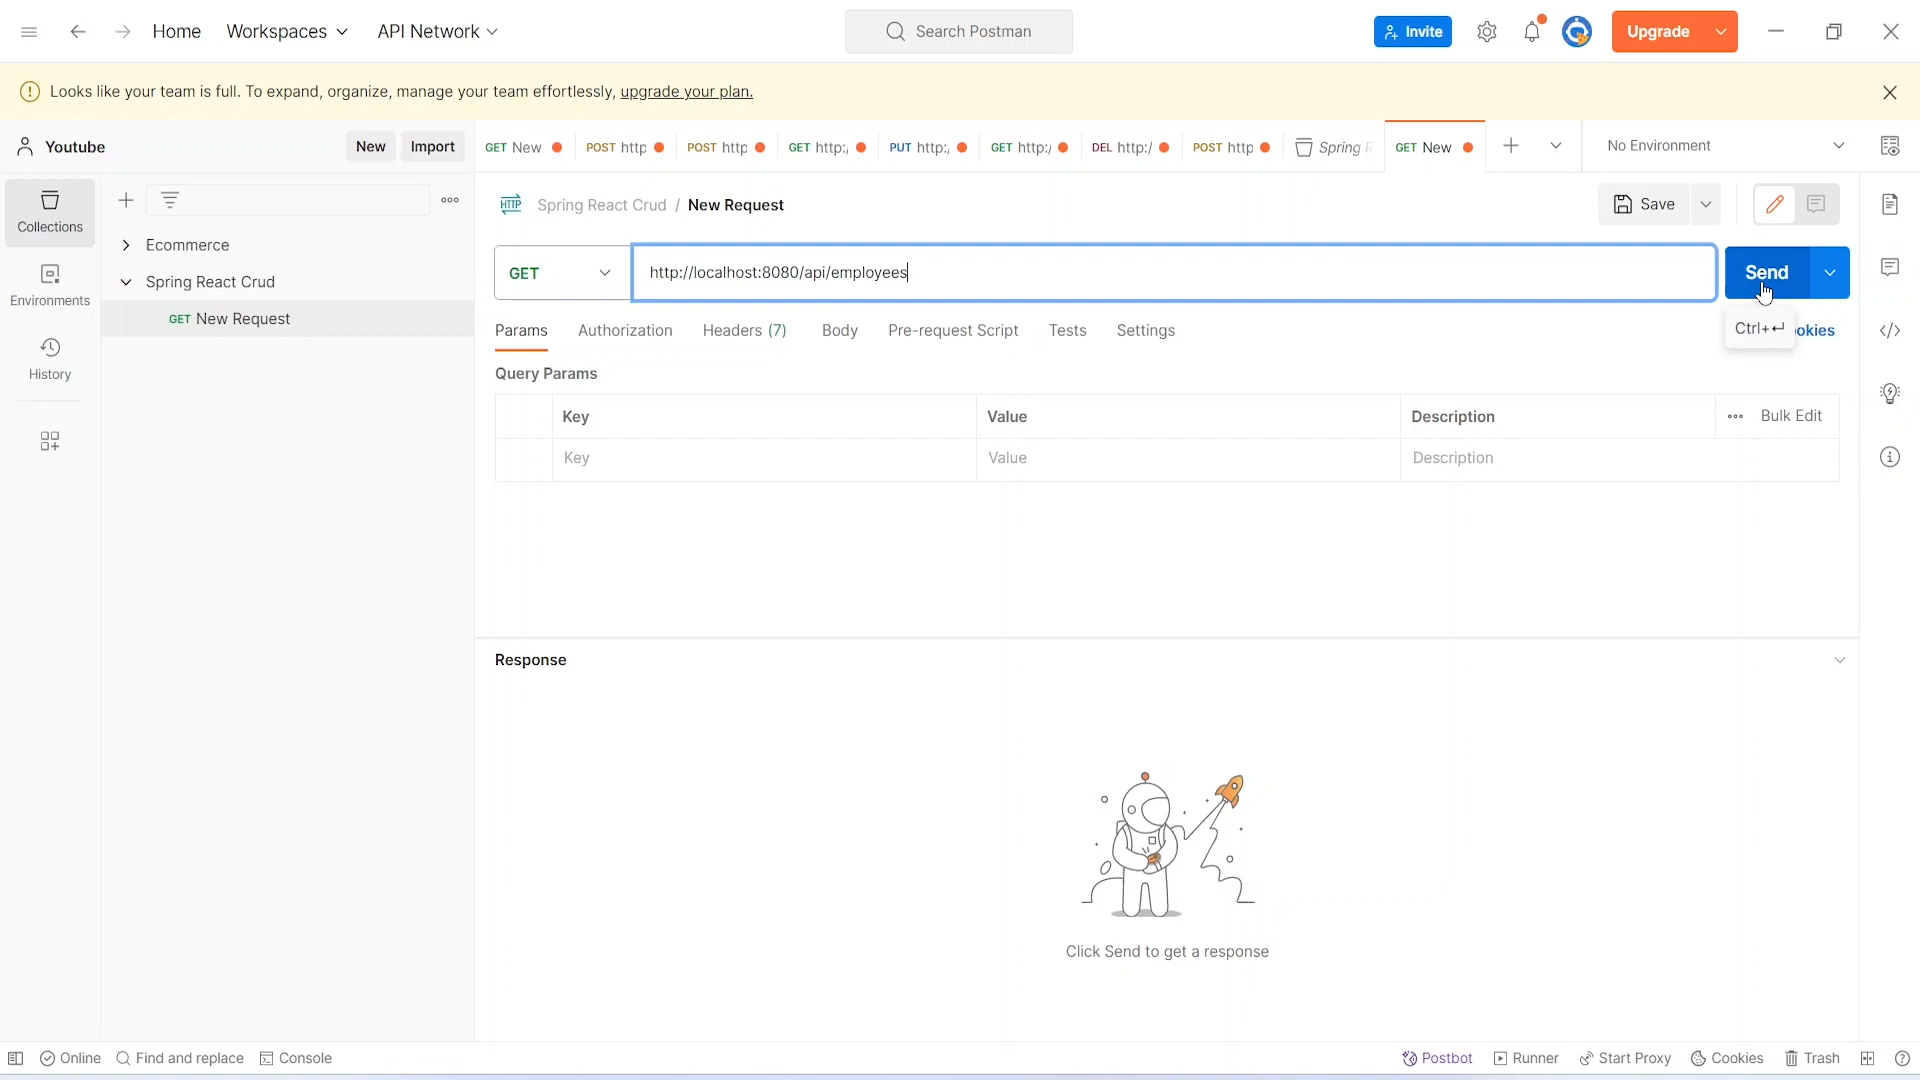 Home Workspaces API Network Search Postman Invite Upgrade
Looks like your team is full. To expand, organize, manage your team effortlessly, upgrade your plan.
Youtube New Import GET New POST http POST http GET http:/ PUT http:/ GET http:/ DEL http:/ POST http Spring R GET New No Environment
Collections
Environments
History
Ecommerce
Spring React Crud
GET New Request
HTTP Spring React Crud / New Request Save
GET http://localhost:8080/api/employees Send
Ctrl+↵ okies
Params Authorization Headers (7) Body Pre-request Script Tests Settings
Query Params
Key Value Description Bulk Edit
Key Value Description
Response
Click Send to get a response
Online Find and replace Console Postbot Runner Start Proxy Cookies Trash